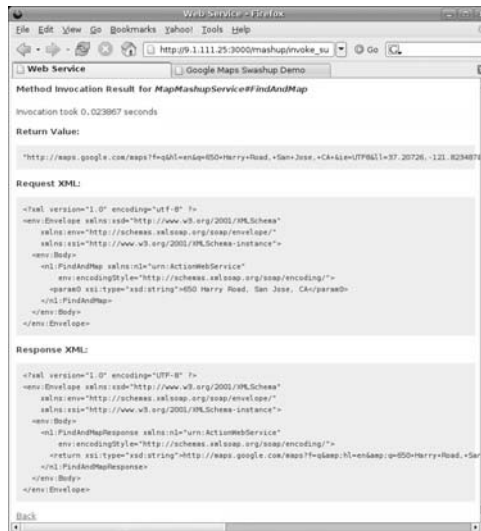 Web Service - Firefox
File Edit View Go Bookmarks Yahoo! Tools Help
http://9.1.111.25:3000/mashup/invoke_su Go
Web Service Google Maps Swashup Demo
Method Invocation Result for MapMashupService#FindAndMap
Invocation took 0.023867 seconds
Return Value:
"http://maps.google.com/maps?f=q&hl=en&q=650+Harry+Road,+San+Jose,+CA&ie=UTF8&ll=37.20726,-121.8234878
Request XML:
<?xml version="1.0" encoding="utf-8" ?>
<env:Envelope xmlns:xsd="http://www.w3.org/2001/XMLSchema"
xmlns:env="http://schemas.xmlsoap.org/soap/envelope/"
xmlns:xsi="http://www.w3.org/2001/XMLSchema-instance">
<env:Body>
<n1:FindAndMap xmlns:n1="urn:ActionWebService"
env:encodingStyle="http://schemas.xmlsoap.org/soap/encoding/">
<param0 xsi:type="xsd:string">650 Harry Road, San Jose, CA</param0>
</n1:FindAndMap>
</env:Body>
</env:Envelope>
Response XML:
<?xml version="1.0" encoding="UTF-8" ?>
<env:Envelope xmlns:xsd="http://www.w3.org/2001/XMLSchema"
xmlns:env="http://schemas.xmlsoap.org/soap/envelope/"
xmlns:xsi="http://www.w3.org/2001/XMLSchema-instance">
<env:Body>
<n1:FindAndMapResponse xmlns:n1="urn:ActionWebService"
env:encodingStyle="http://schemas.xmlsoap.org/soap/encoding/">
<return xsi:type="xsd:string">http://maps.google.com/maps?f=q&amp;hl=en&amp;q=650+Harry+Road,+San
</n1:FindAndMapResponse>
</env:Body>
</env:Envelope>
Back